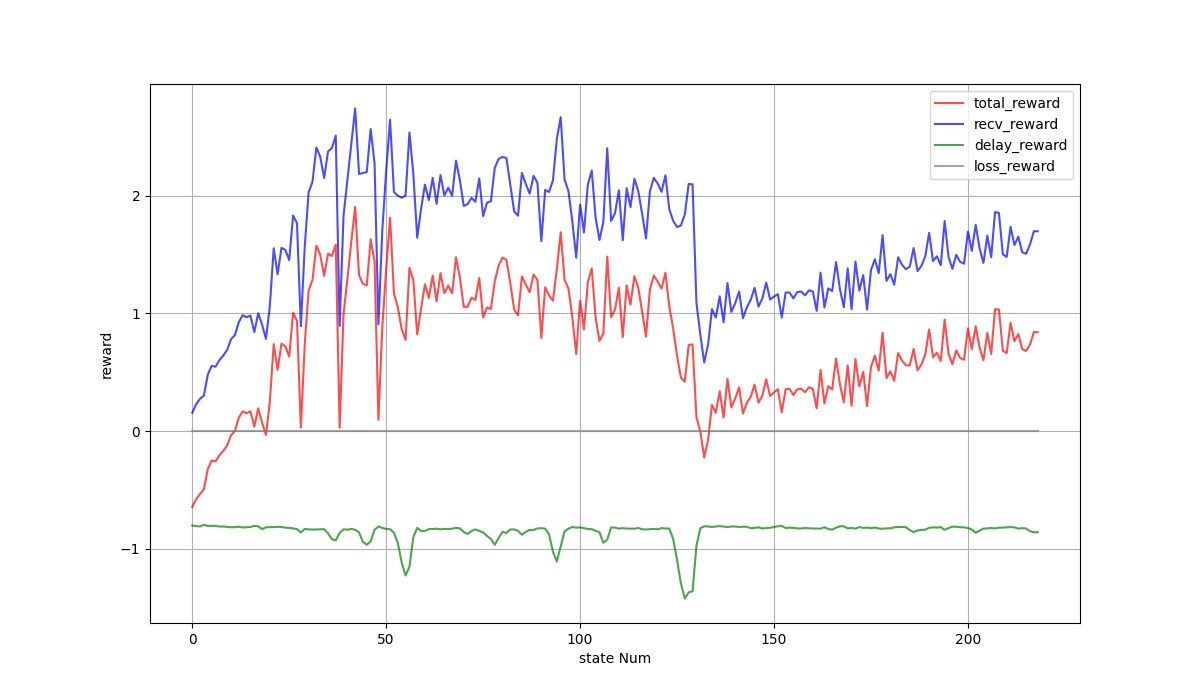 total_reward
recv_reward
delay_reward
loss_reward
reward
2
1
0
−1
0 50 100 150 200
state Num